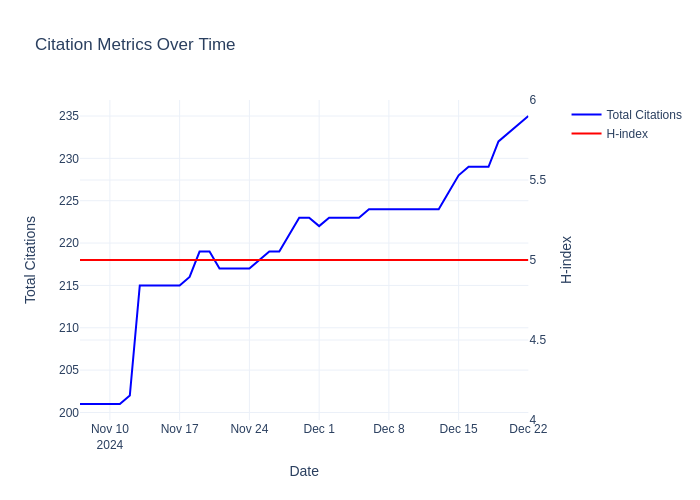 Citation Metrics Over Time
Total Citations
H-index
235
230
225
220
215
210
205
200
6
5.5
5
4.5
4
Nov 10
2024
Nov 17
Nov 24
Dec 1
Dec 8
Dec 15
Dec 22
Date
Total Citations
H-index